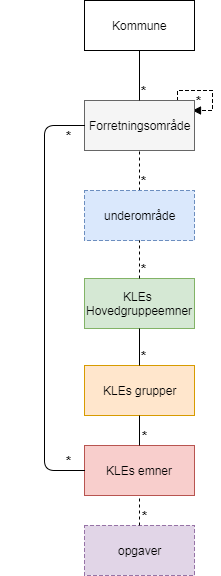 Kommune
*
*
Forretningsområde
*
*
underområde
*
KLEs
Hovedgruppeemner
*
KLEs grupper
*
*
KLEs emner
*
opgaver